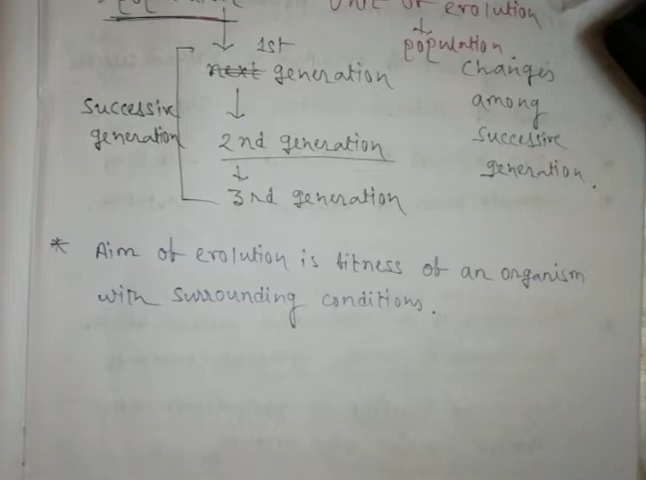 Unit of evolution
population
1st
next generation
Changes
among
Successive
generation.
Successive
generation
2nd generation
3rd generation
* Aim of evolution is fitness of an organism
with surrounding conditions.